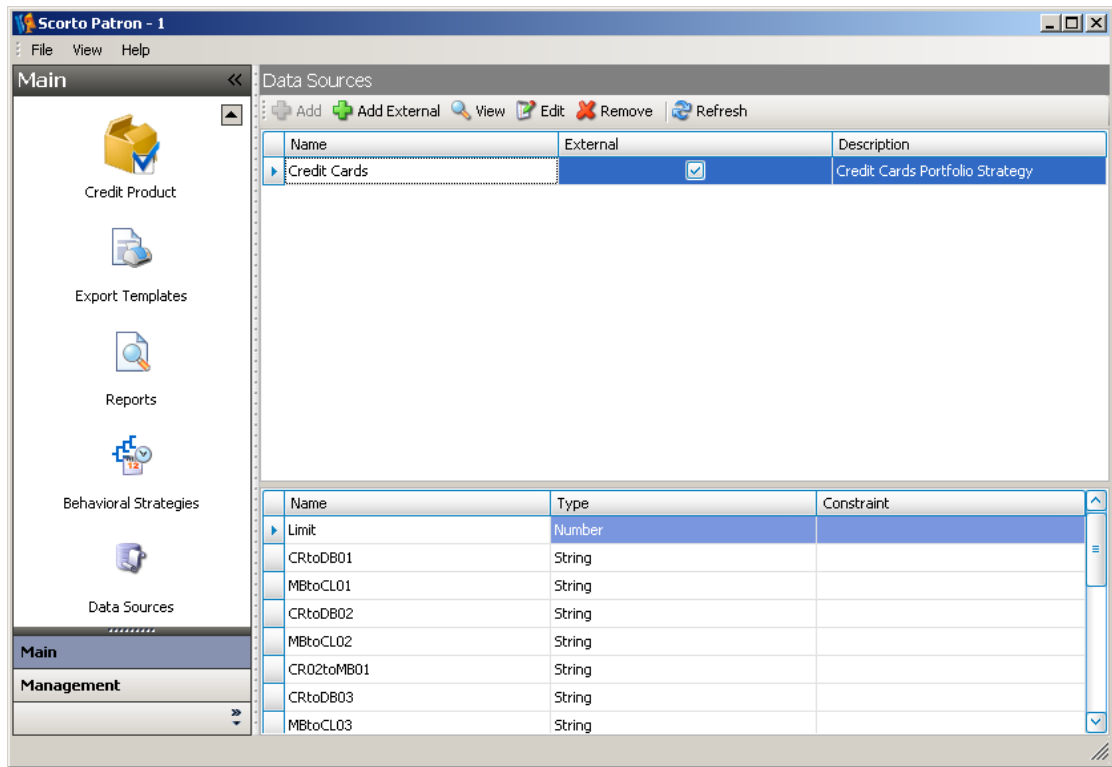 Scorto Patron - 1
File View Help
Main
Data Sources
Add Add External View Edit Remove Refresh
Name External Description
Credit Cards Credit Cards Portfolio Strategy
Credit Product
Export Templates
Reports
Behavioral Strategies
Data Sources
Main
Management
Name Type Constraint
Limit Number
CRtoDB01 String
MBtoCL01 String
CRtoDB02 String
MBtoCL02 String
CR02toMB01 String
CRtoDB03 String
MBtoCL03 String